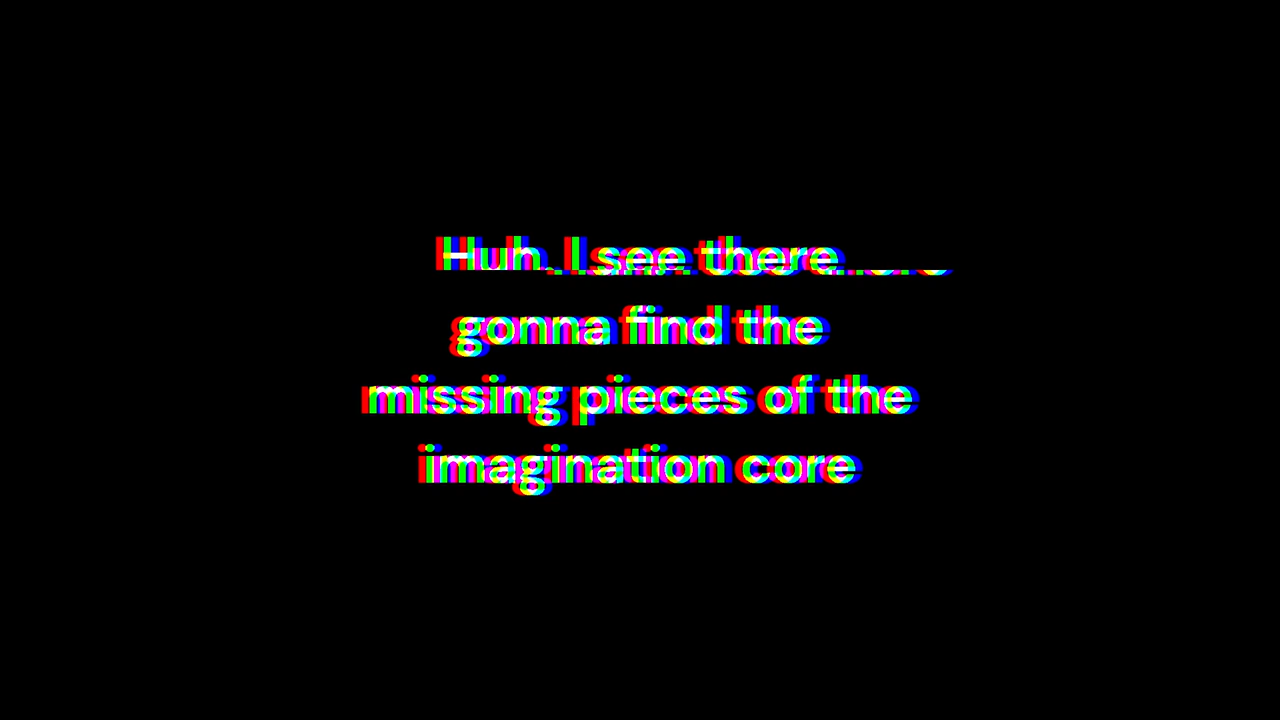 Huh, I see there
gonna find the
missing pieces of the
imagination core